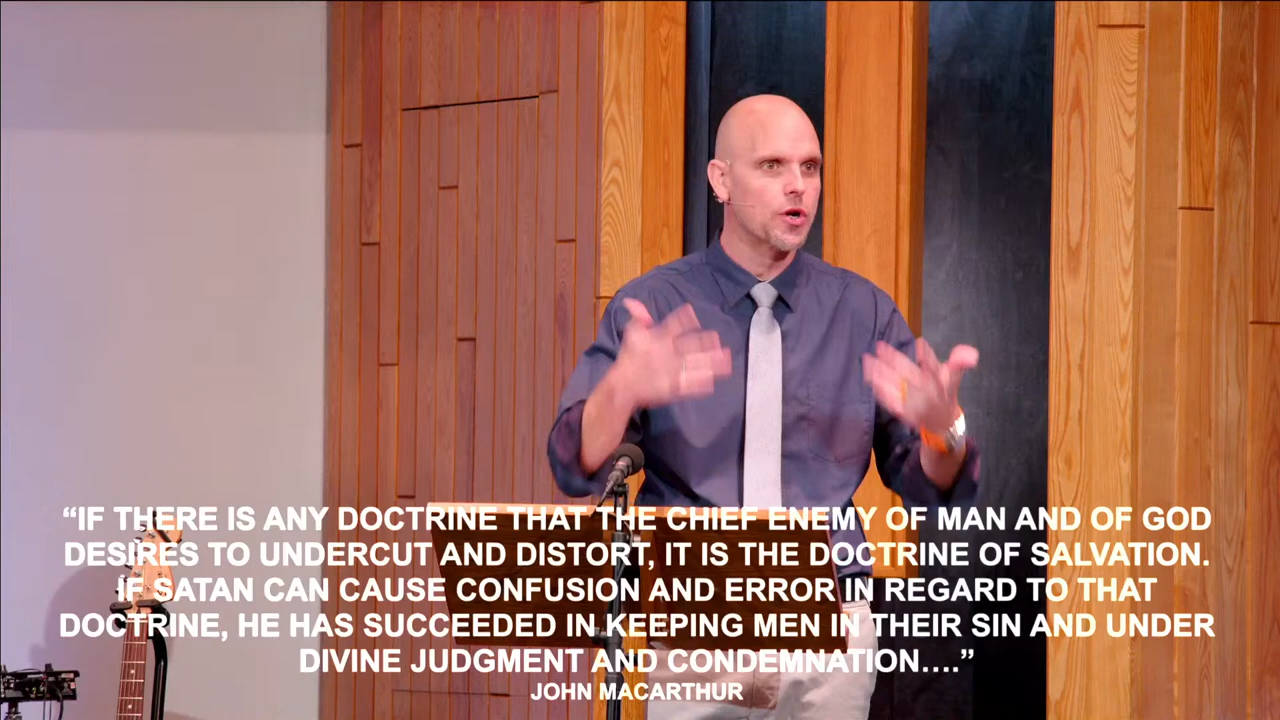 “IF THERE IS ANY DOCTRINE THAT THE CHIEF ENEMY OF MAN AND OF GOD
DESIRES TO UNDERCUT AND DISTORT, IT IS THE DOCTRINE OF SALVATION.
IF SATAN CAN CAUSE CONFUSION AND ERROR IN REGARD TO THAT
DOCTRINE, HE HAS SUCCEEDED IN KEEPING MEN IN THEIR SIN AND UNDER
DIVINE JUDGMENT AND CONDEMNATION….”
JOHN MACARTHUR